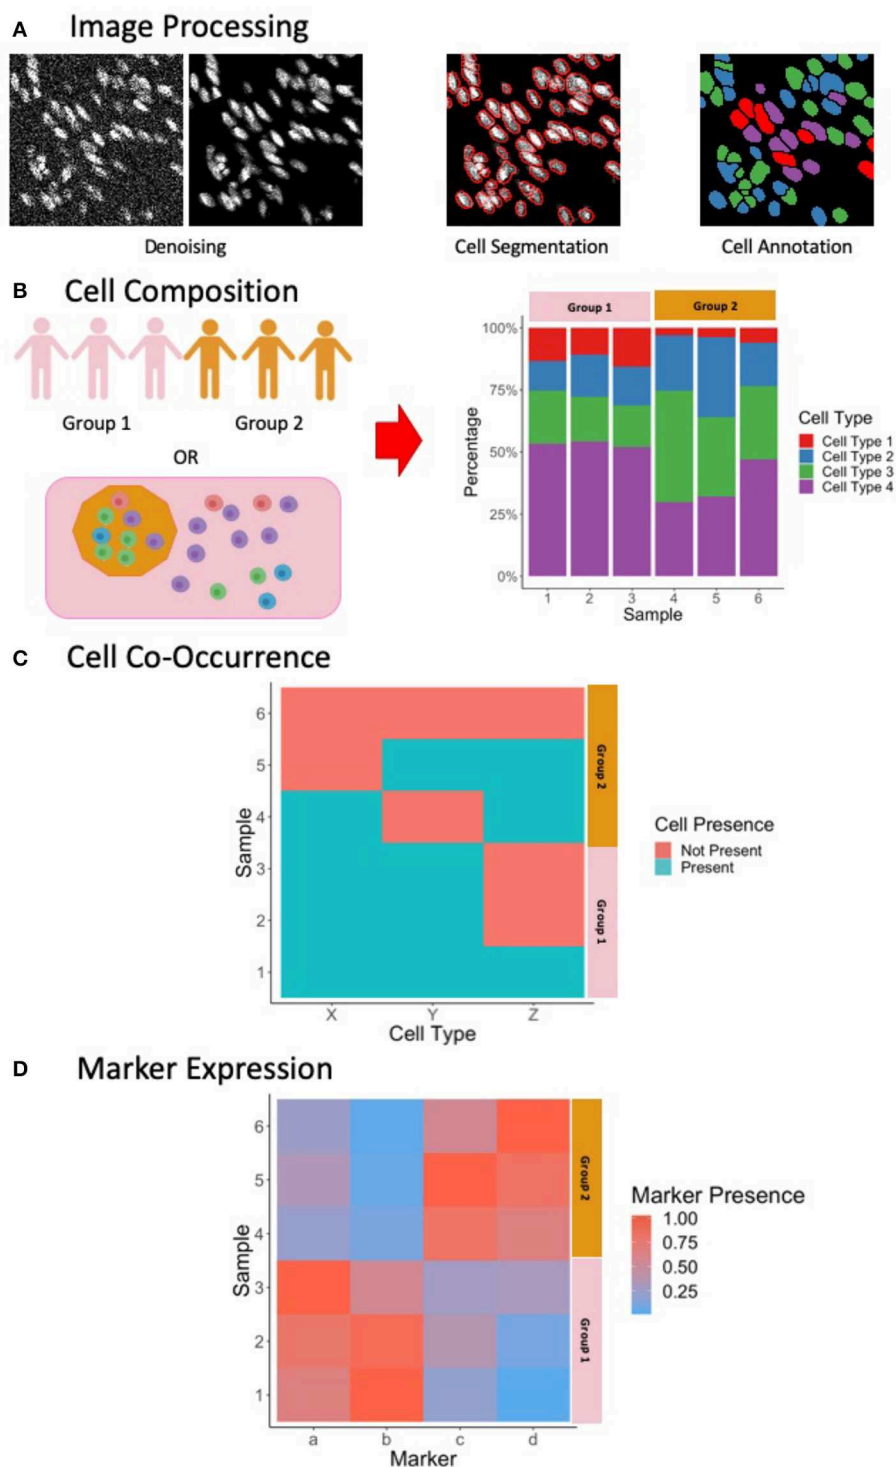 A Image Processing
Denoising
Cell Segmentation
Cell Annotation
B Cell Composition
Group 1
Group 2
OR
Group 1
Group 2
100%
75%
50%
25%
0%
Percentage
1 2 3 4 5 6
Sample
Cell Type
Cell Type 1
Cell Type 2
Cell Type 3
Cell Type 4
C Cell Co-Occurrence
6
5
4
3
2
1
Sample
X Y Z
Cell Type
Group 2
Group 1
Cell Presence
Not Present
Present
D Marker Expression
6
5
4
3
2
1
Sample
a b c d
Marker
Group 2
Group 1
Marker Presence
1.00
0.75
0.50
0.25